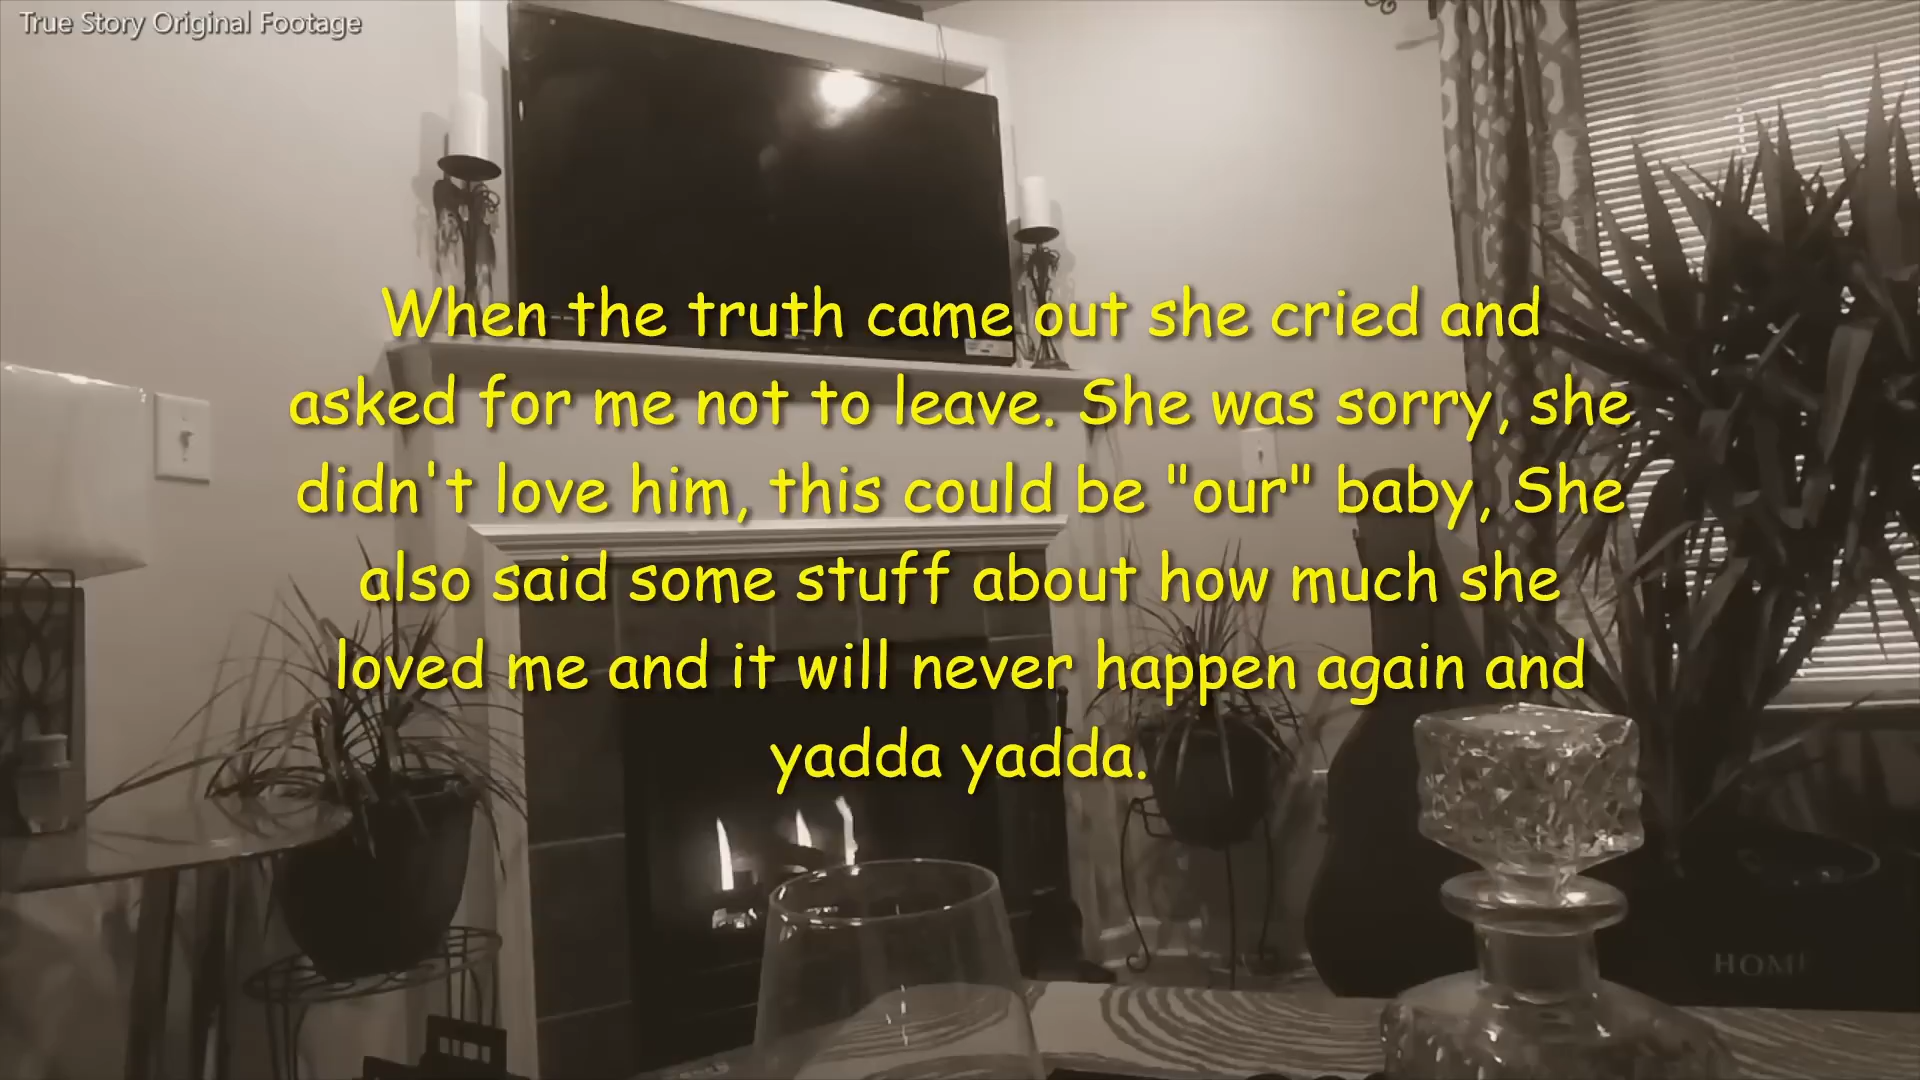 True Story Original Footage
When the truth came out she cried and
asked for me not to leave. She was sorry, she
didn't love him, this could be "our" baby, She
also said some stuff about how much she
loved me and it will never happen again and
yadda yadda.
HOME